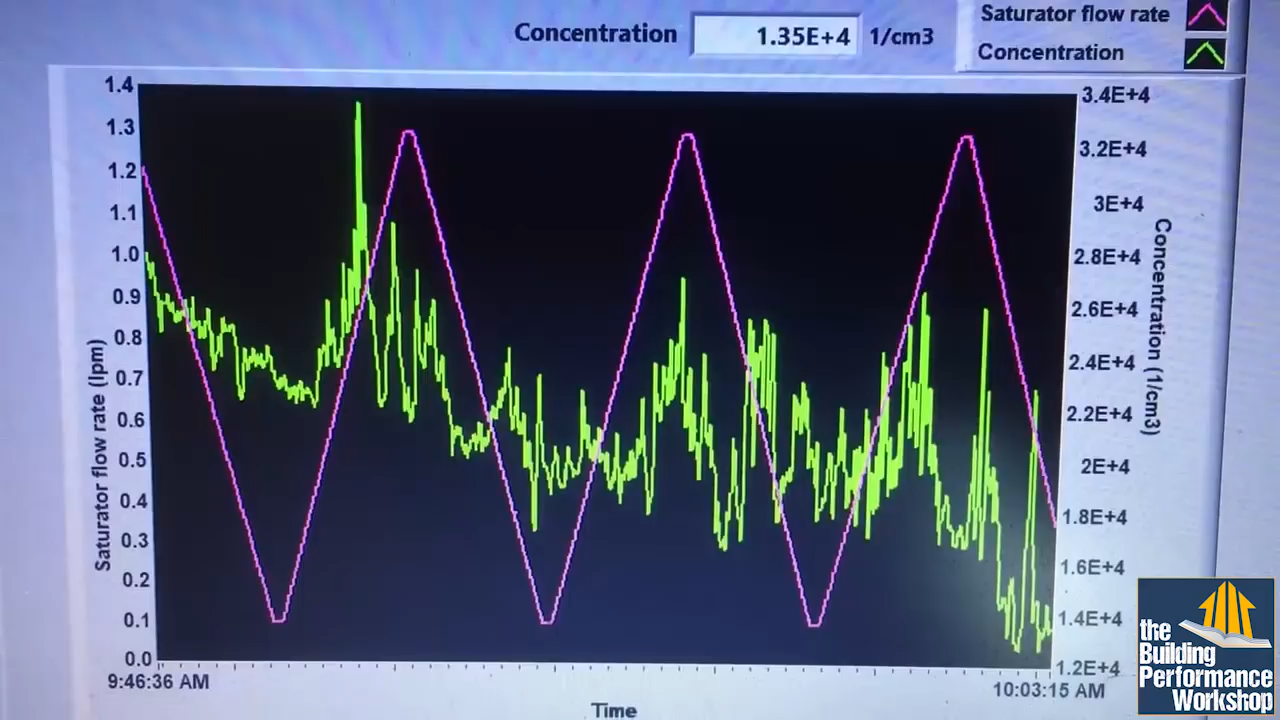 Concentration 1.35E+4 1/cm3
Saturator flow rate
Concentration
1.4
1.3
1.2
1.1
1.0
0.9
0.8
0.7
0.6
0.5
0.4
0.3
0.2
0.1
0.0
Saturator flow rate (lpm)
3.4E+4
3.2E+4
3E+4
2.8E+4
2.6E+4
2.4E+4
2.2E+4
2E+4
1.8E+4
1.6E+4
1.4E+4
1.2E+4
Concentration (1/cm3)
9:46:36 AM
10:03:15 AM
Time
the
Building
Performance
Workshop